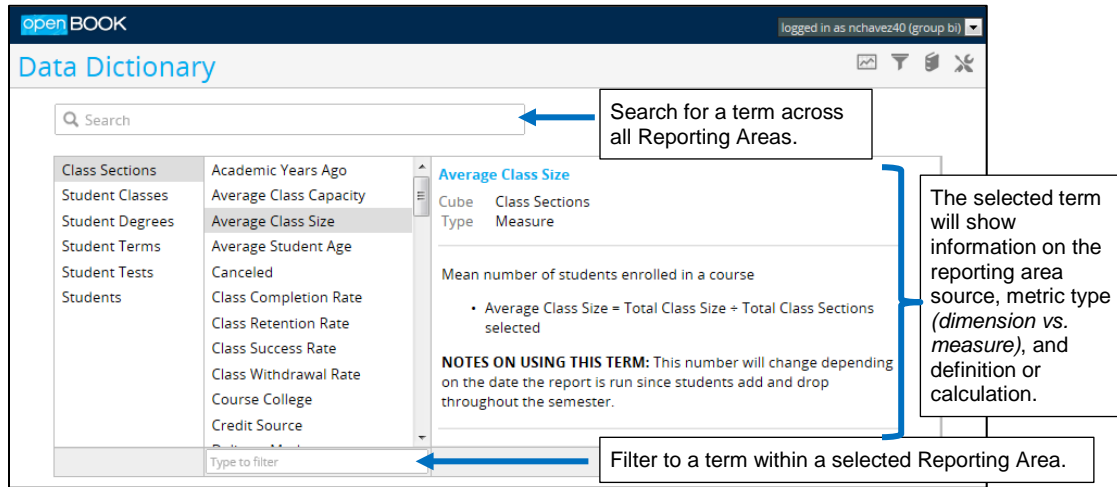 open BOOK
logged in as nchavez40 (group bi)
Data Dictionary
Search
Search for a term across
all Reporting Areas.
Class Sections
Student Classes
Student Degrees
Student Terms
Student Tests
Students
Academic Years Ago
Average Class Capacity
Average Class Size
Average Student Age
Canceled
Class Completion Rate
Class Retention Rate
Class Success Rate
Class Withdrawal Rate
Course College
Credit Source
Type to filter
Average Class Size
Cube Class Sections
Type Measure
Mean number of students enrolled in a course
• Average Class Size = Total Class Size ÷ Total Class Sections
selected
NOTES ON USING THIS TERM: This number will change depending
on the date the report is run since students add and drop
throughout the semester.
The selected term
will show
information on the
reporting area
source, metric type
(dimension vs.
measure), and
definition or
calculation.
Filter to a term within a selected Reporting Area.